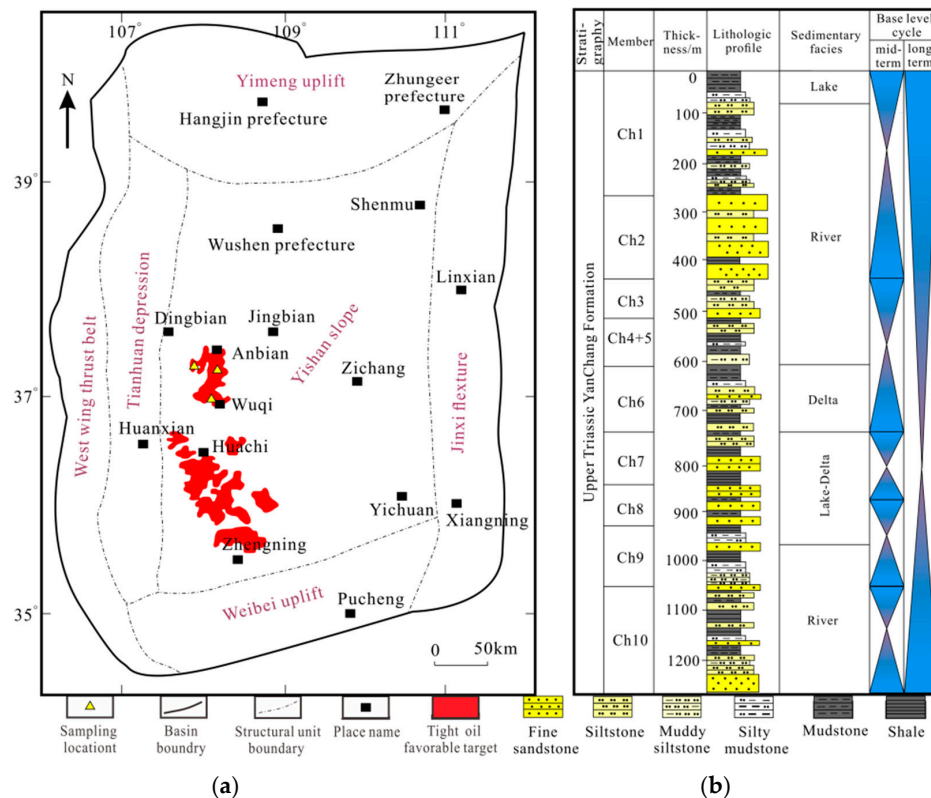 107
109
111
N
Yimeng uplift
Zhungeer
prefecture
Hangjin prefecture
39
Shenmu
Wushen prefecture
Linxian
West wing thrust belt
Tianhuan depression
Dingbian
Jingbian
Anbian
Yishan slope
Zichang
37
Wuqi
Jinxi flexture
Huanxian
Huachi
Yichuan
Xiangning
Zhengning
Weibei uplift
Pucheng
35
0
50km
Sampling
locationt
Basin
boundry
Structural unit
boundary
Place name
Tight oil
favorable target
Fine
sandstone
Siltstone
Muddy
siltstone
Silty
mudstone
Mudstone
Shale
(a)
Strati-
graphy
Member
Thick-
ness/m
Lithologic
profile
Sedimentary
facies
Base level
cycle
mid-
term
long
term
Upper Triassic YanChang Formation
Ch1
Ch2
Ch3
Ch4+5
Ch6
Ch7
Ch8
Ch9
Ch10
0
100
200
300
400
500
600
700
800
900
1000
1100
1200
Lake
River
Delta
Lake-Delta
River
(b)